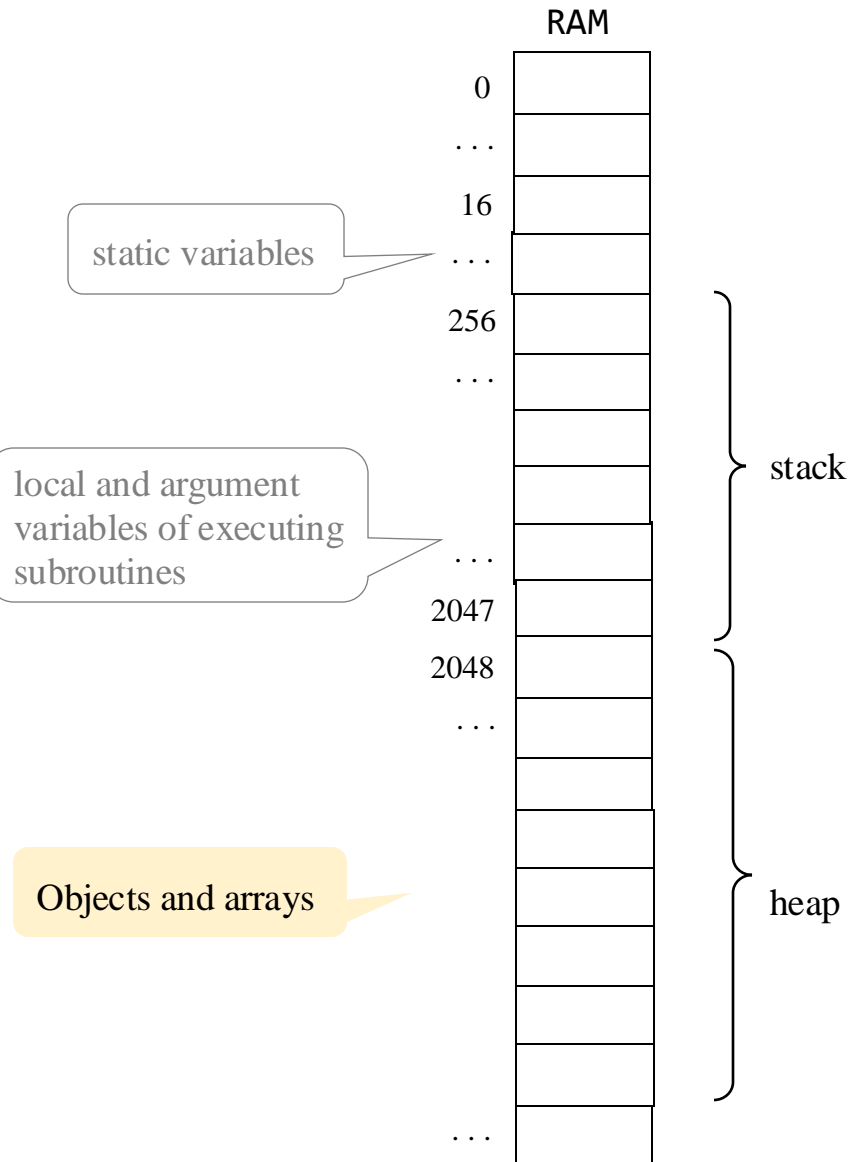 RAM
0
. . .
16
static variables
. . .
256
. . .
stack
local and argument
variables of executing
subroutines
. . .
2047
2048
. . .
Objects and arrays
heap
. . .